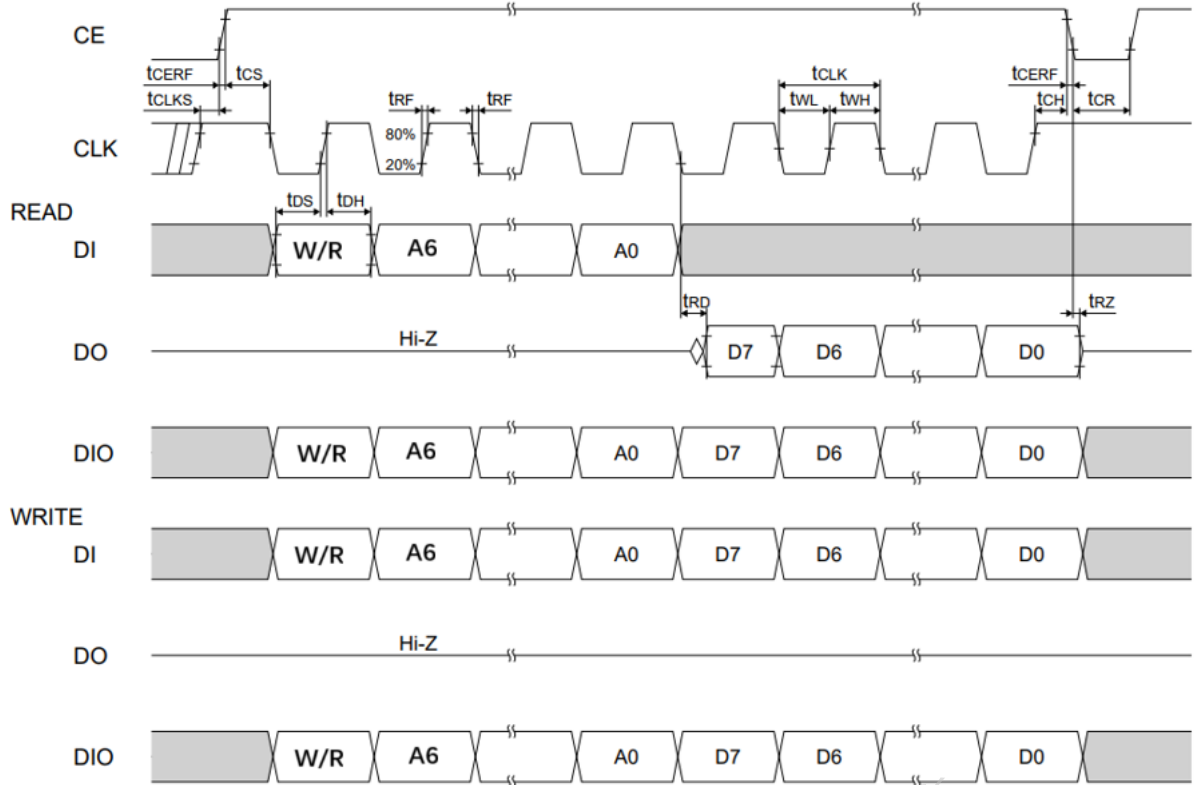 CE
tCERF tCS tCLK tCERF tCH tCR
tCLKS tRF tRF tWL tWH
CLK 80%
20%
tDS tDH
READ
DI W/R A6 A0
tRD tRZ
DO Hi-Z D7 D6 D0
DIO W/R A6 A0 D7 D6 D0
WRITE
DI W/R A6 A0 D7 D6 D0
DO Hi-Z
DIO W/R A6 A0 D7 D6 D0